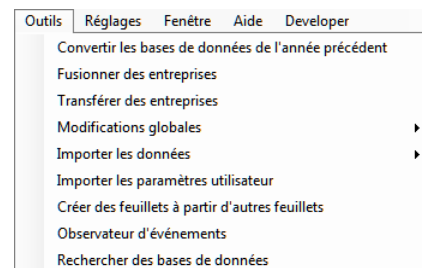 Outils Réglages Fenêtre Aide Developer
Convertir les bases de données de l'année précédent
Fusionner des entreprises
Transférer des entreprises
Modifications globales
Importer les données
Importer les paramètres utilisateur
Créer des feuillets à partir d'autres feuillets
Observateur d'événements
Rechercher des bases de données